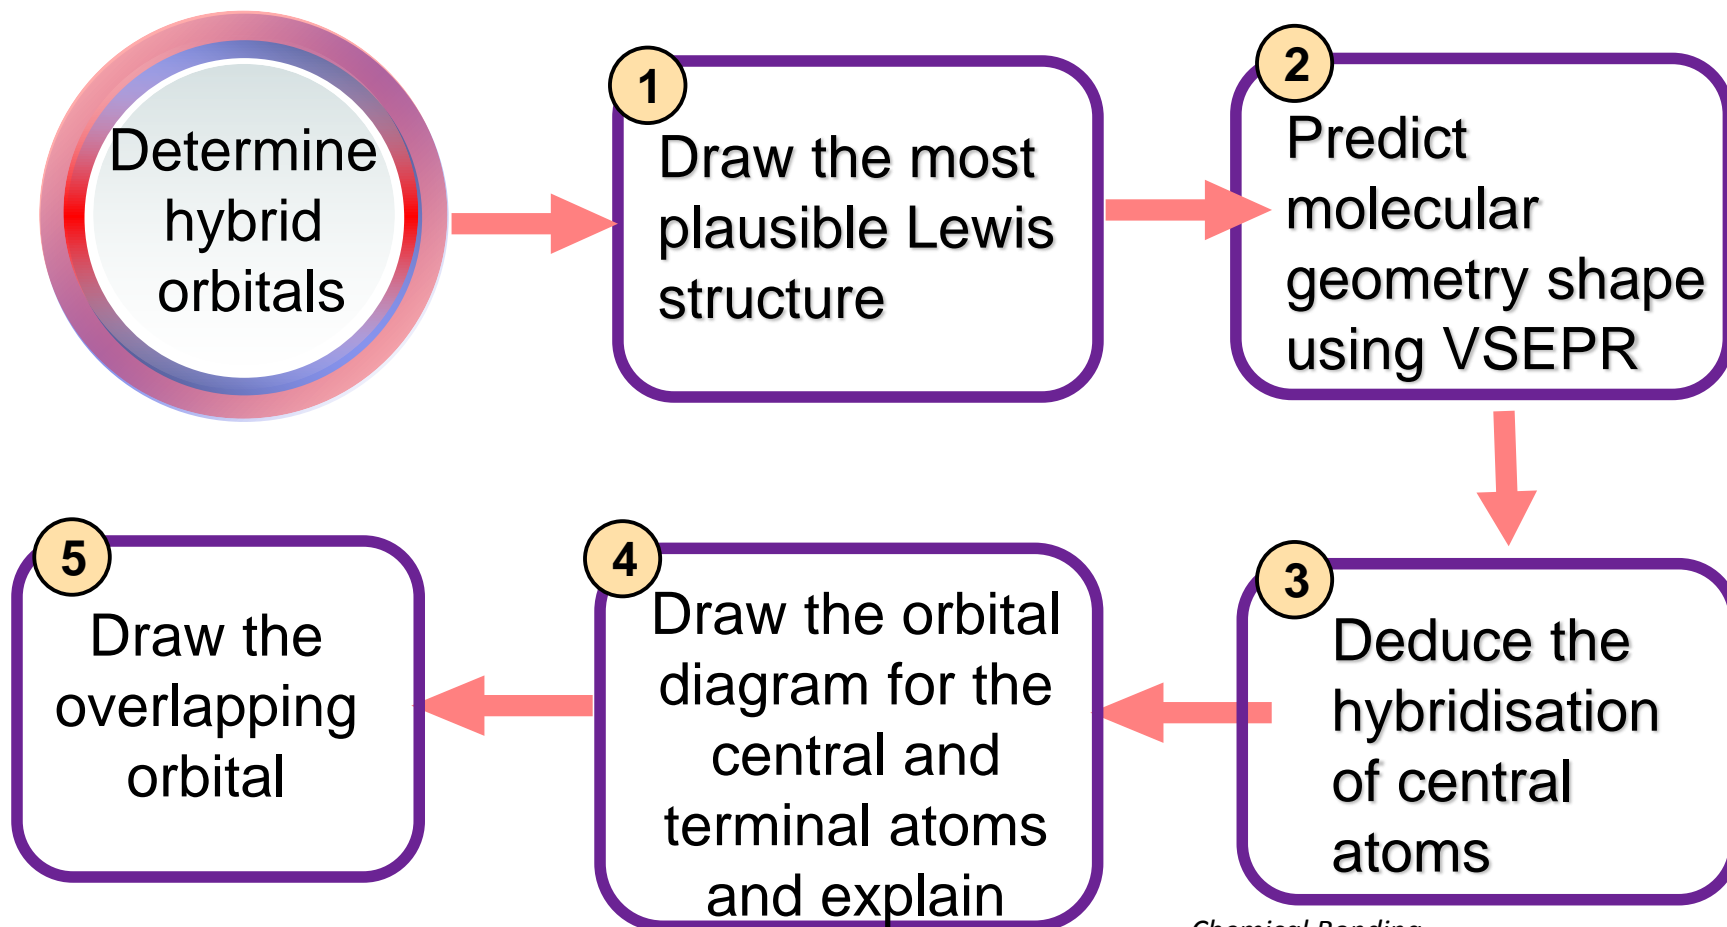 Determine
hybrid
orbitals
1
Draw the most
plausible Lewis
structure
2
Predict
molecular
geometry shape
using VSEPR
3
Deduce the
hybridisation
of central
atoms
4
Draw the orbital
diagram for the
central and
terminal atoms
and explain
5
Draw the
overlapping
orbital
Chemical Bonding